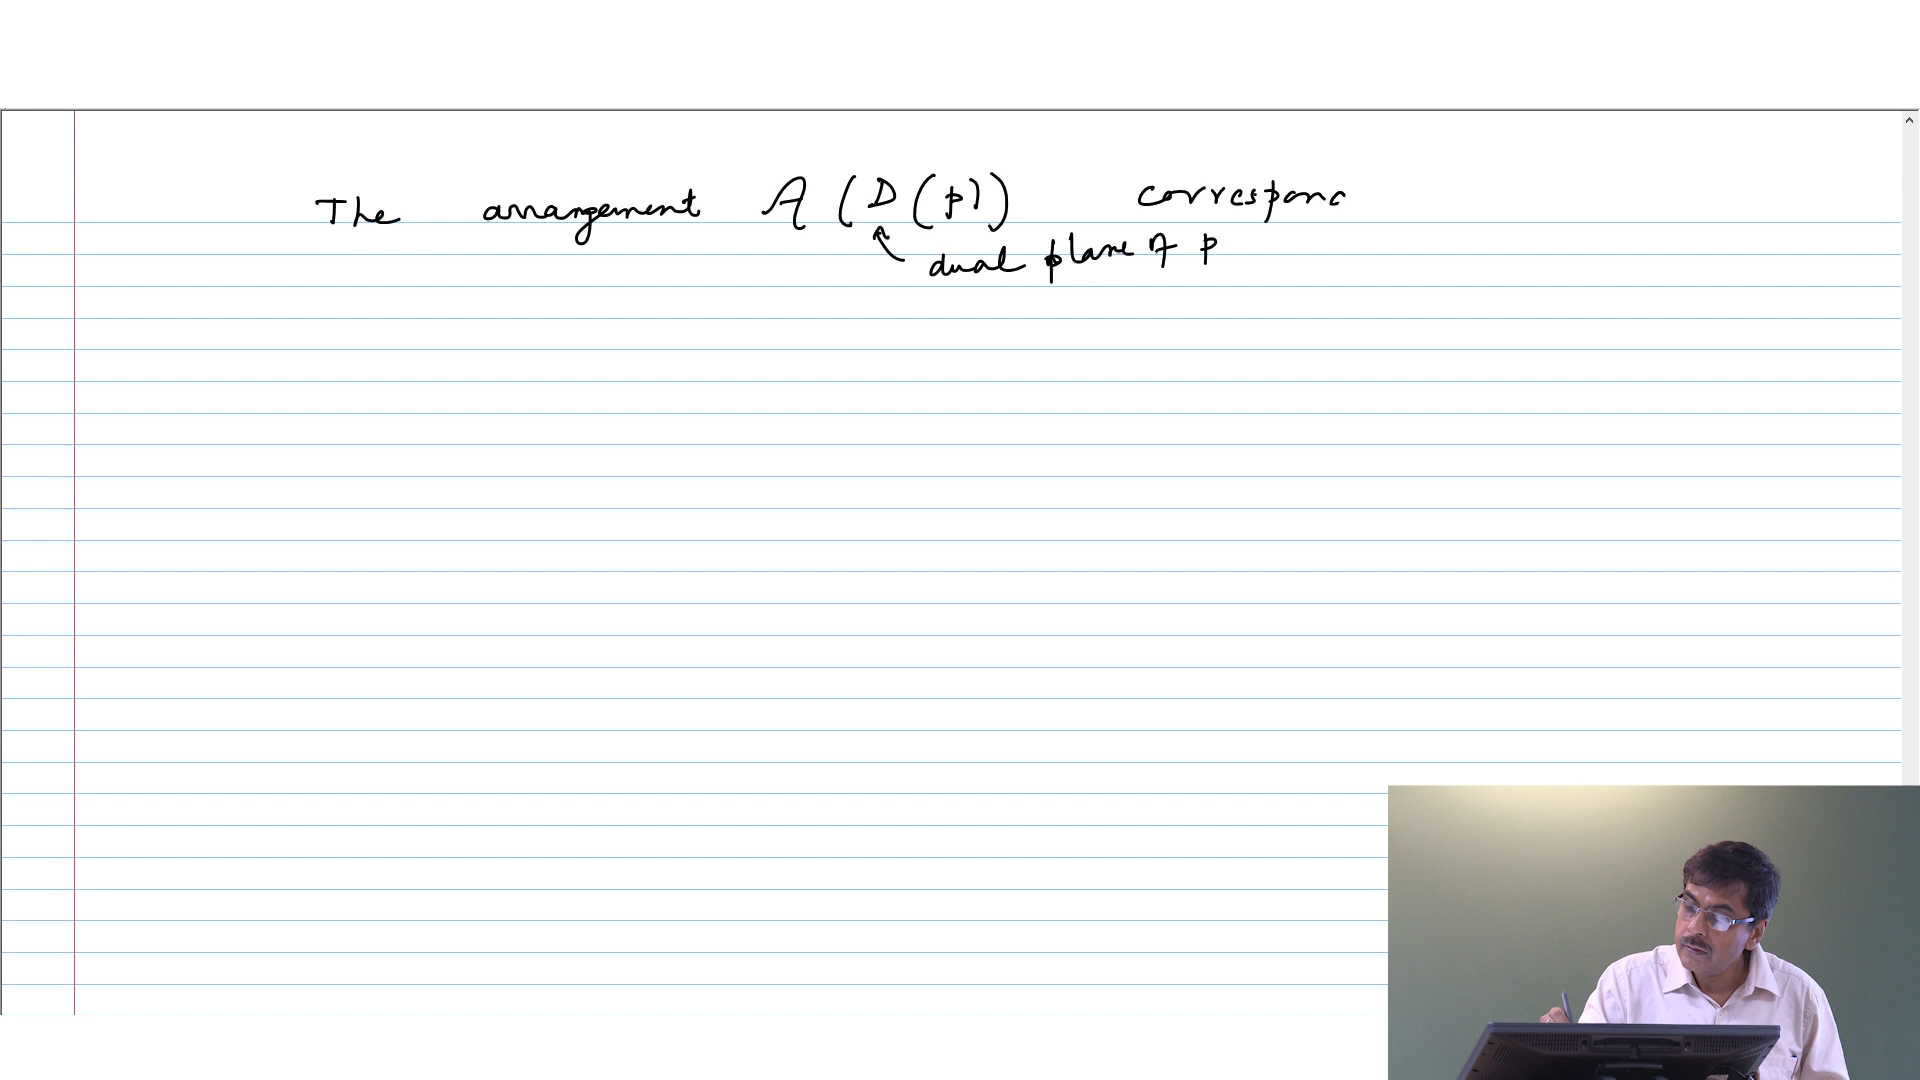 The arrangement A (D (p)) correspond
dual plane of p